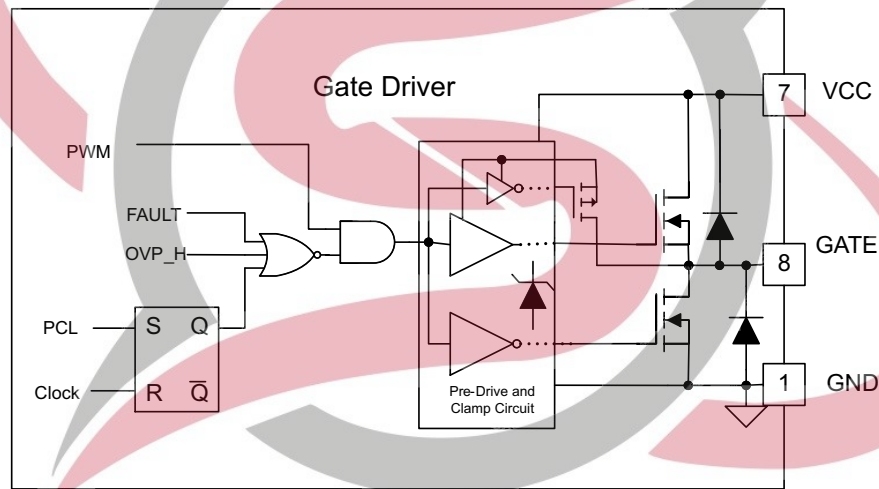 Gate Driver
7 VCC
PWM
FAULT
OVP_H
GATE
8
PCL
S Q
Clock
R Q̅
Pre-Drive and
Clamp Circuit
1 GND